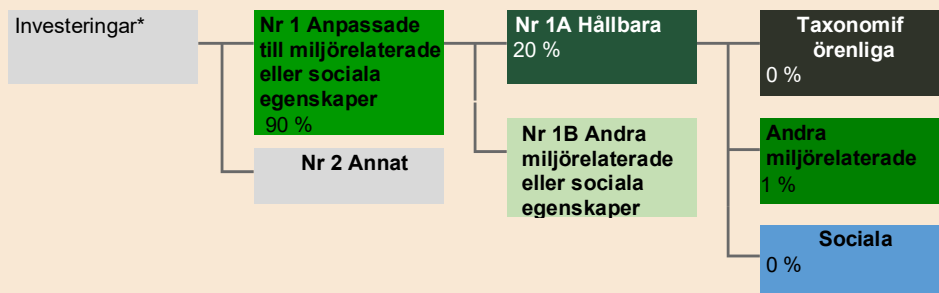 Investeringar*
Nr 1 Anpassade
till miljörelaterade
eller sociala
egenskaper
90 %
Nr 2 Annat
Nr 1A Hållbara
20 %
Nr 1B Andra
miljörelaterade
eller sociala
egenskaper
Taxonomif
örenliga
0 %
Andra
miljörelaterade
1 %
Sociala
0 %